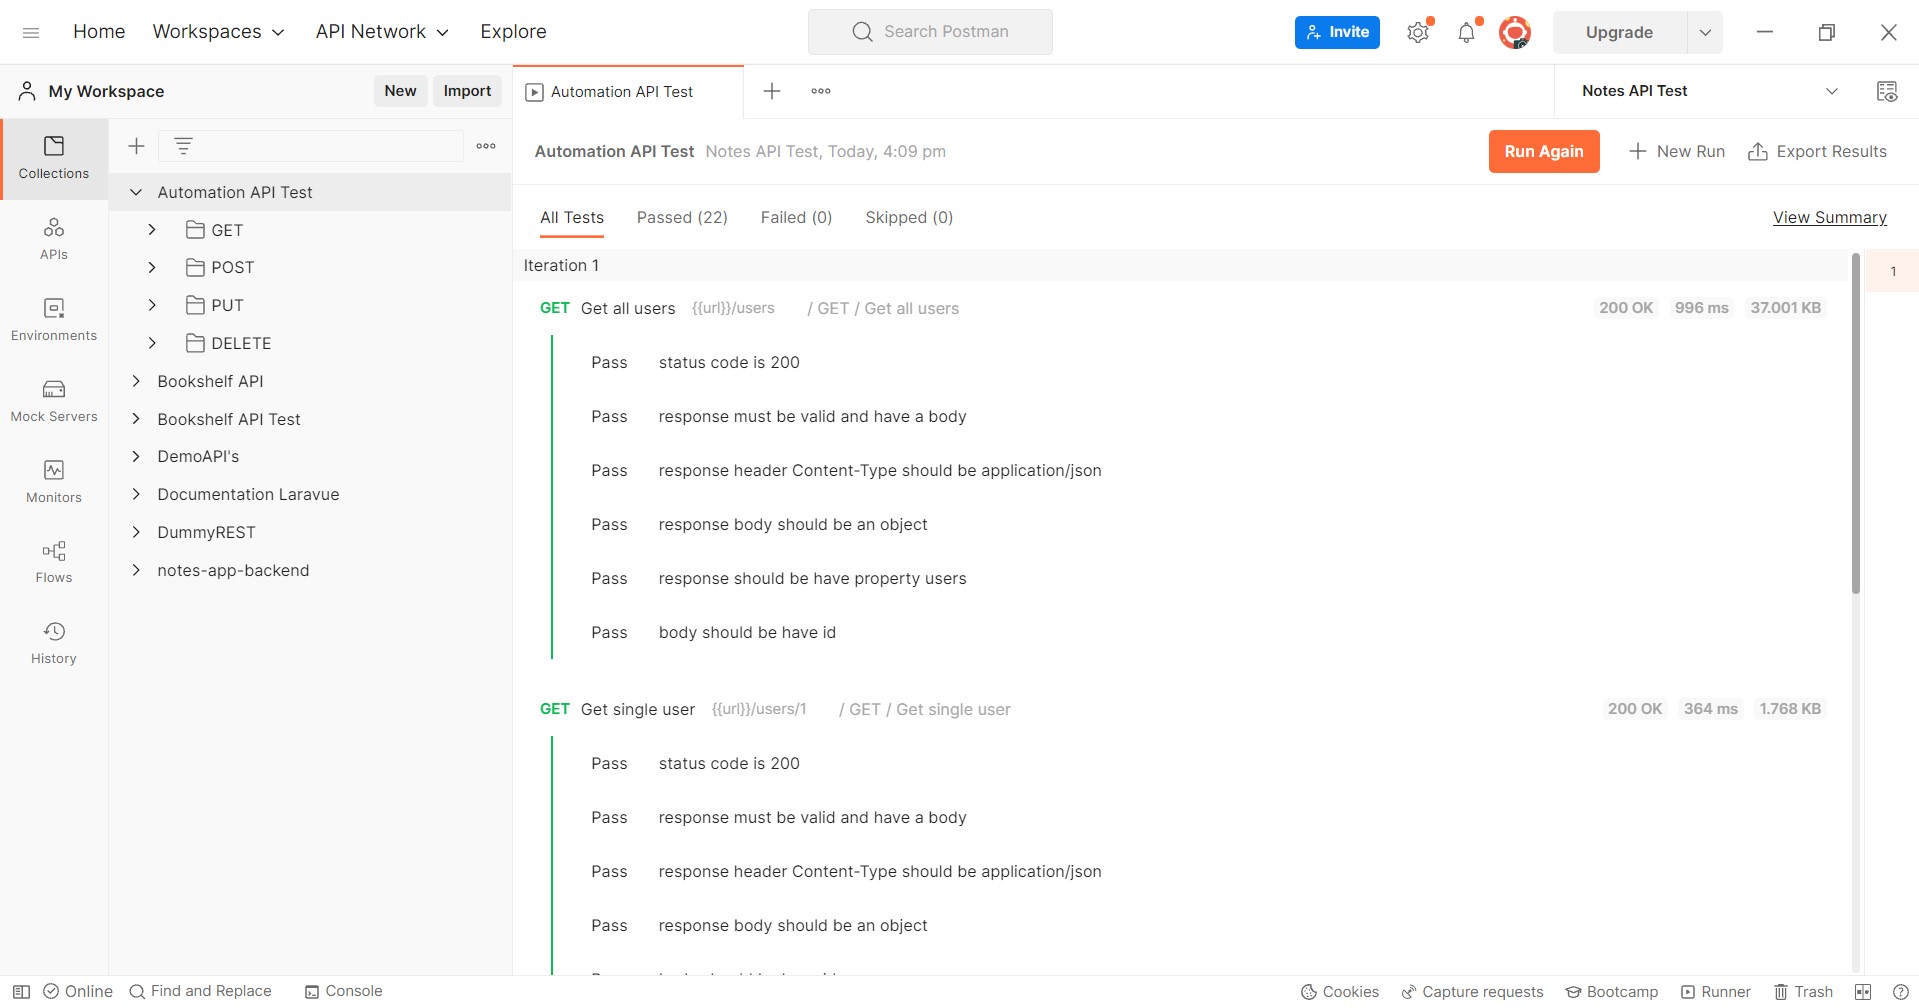 Home Workspaces API Network Explore Search Postman Invite Upgrade
My Workspace New Import Automation API Test Notes API Test
Automation API Test Notes API Test, Today, 4:09 pm Run Again New Run Export Results
Collections
APIs
Environments
Mock Servers
Monitors
Flows
History
Automation API Test
GET
POST
PUT
DELETE
Bookshelf API
Bookshelf API Test
DemoAPI's
Documentation Laravue
DummyREST
notes-app-backend
All Tests Passed (22) Failed (0) Skipped (0) View Summary
Iteration 1
1
GET Get all users {{url}}/users / GET / Get all users 200 OK 996 ms 37.001 KB
Pass status code is 200
Pass response must be valid and have a body
Pass response header Content-Type should be application/json
Pass response body should be an object
Pass response should be have property users
Pass body should be have id
GET Get single user {{url}}/users/1 / GET / Get single user 200 OK 364 ms 1.768 KB
Pass status code is 200
Pass response must be valid and have a body
Pass response header Content-Type should be application/json
Pass response body should be an object
Online Find and Replace Console Cookies Capture requests Bootcamp Runner Trash